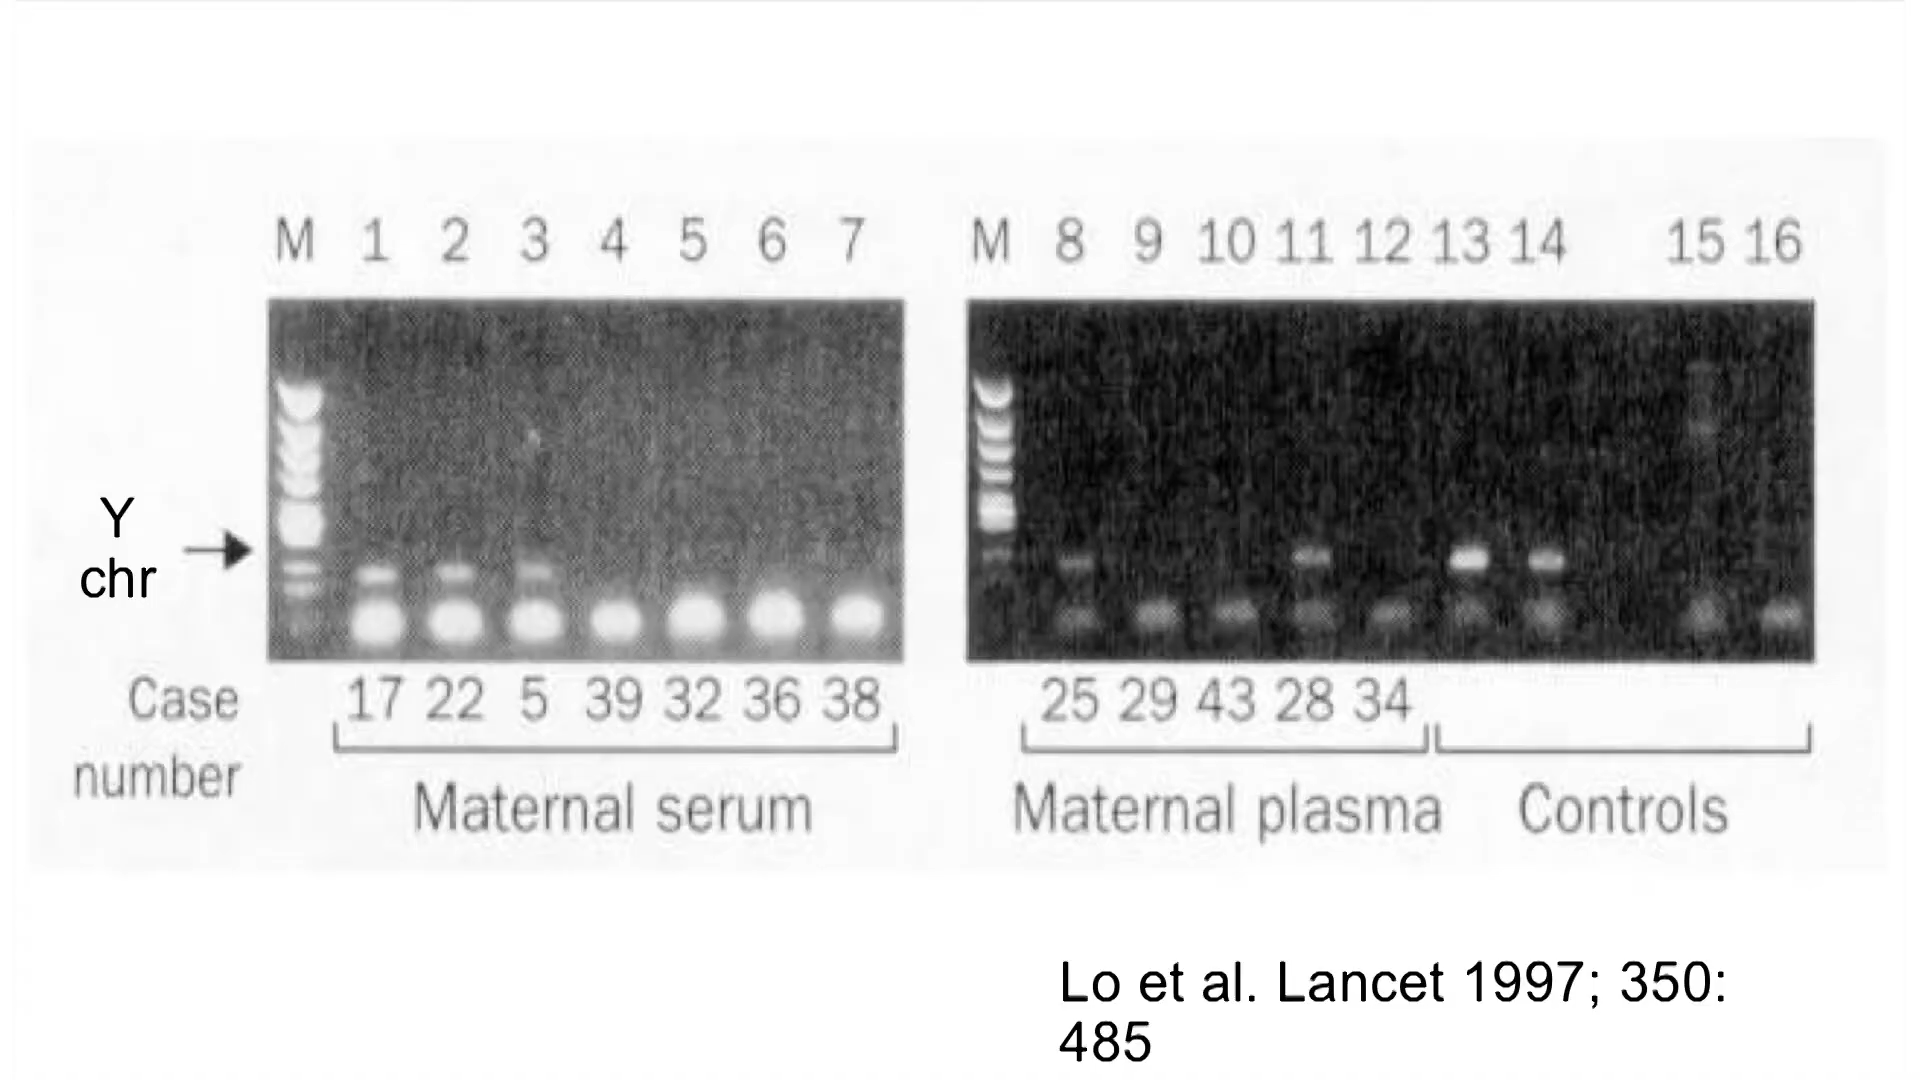 M 1 2 3 4 5 6 7 M 8 9 10 11 12 13 14 15 16
Y
chr
Case 17 22 5 39 32 36 38 25 29 43 28 34
number
Maternal serum Maternal plasma Controls
Lo et al. Lancet 1997; 350:
485